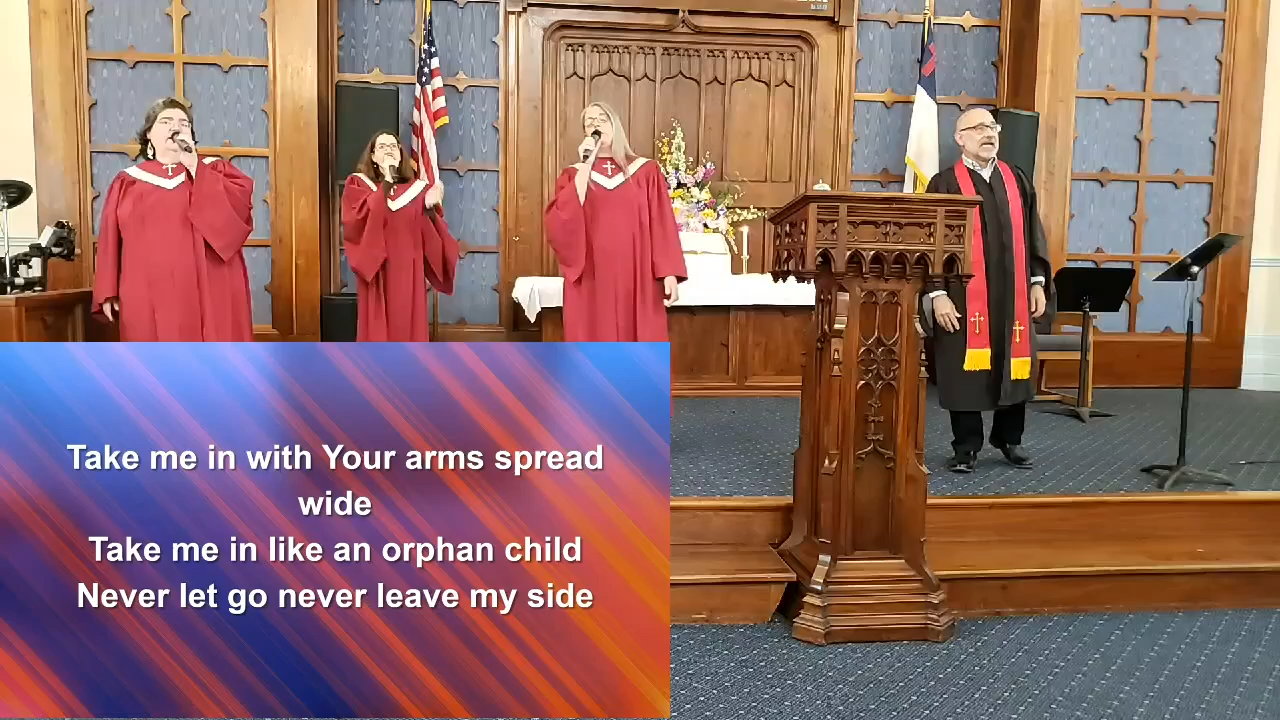 Take me in with Your arms spread
wide
Take me in like an orphan child
Never let go never leave my side